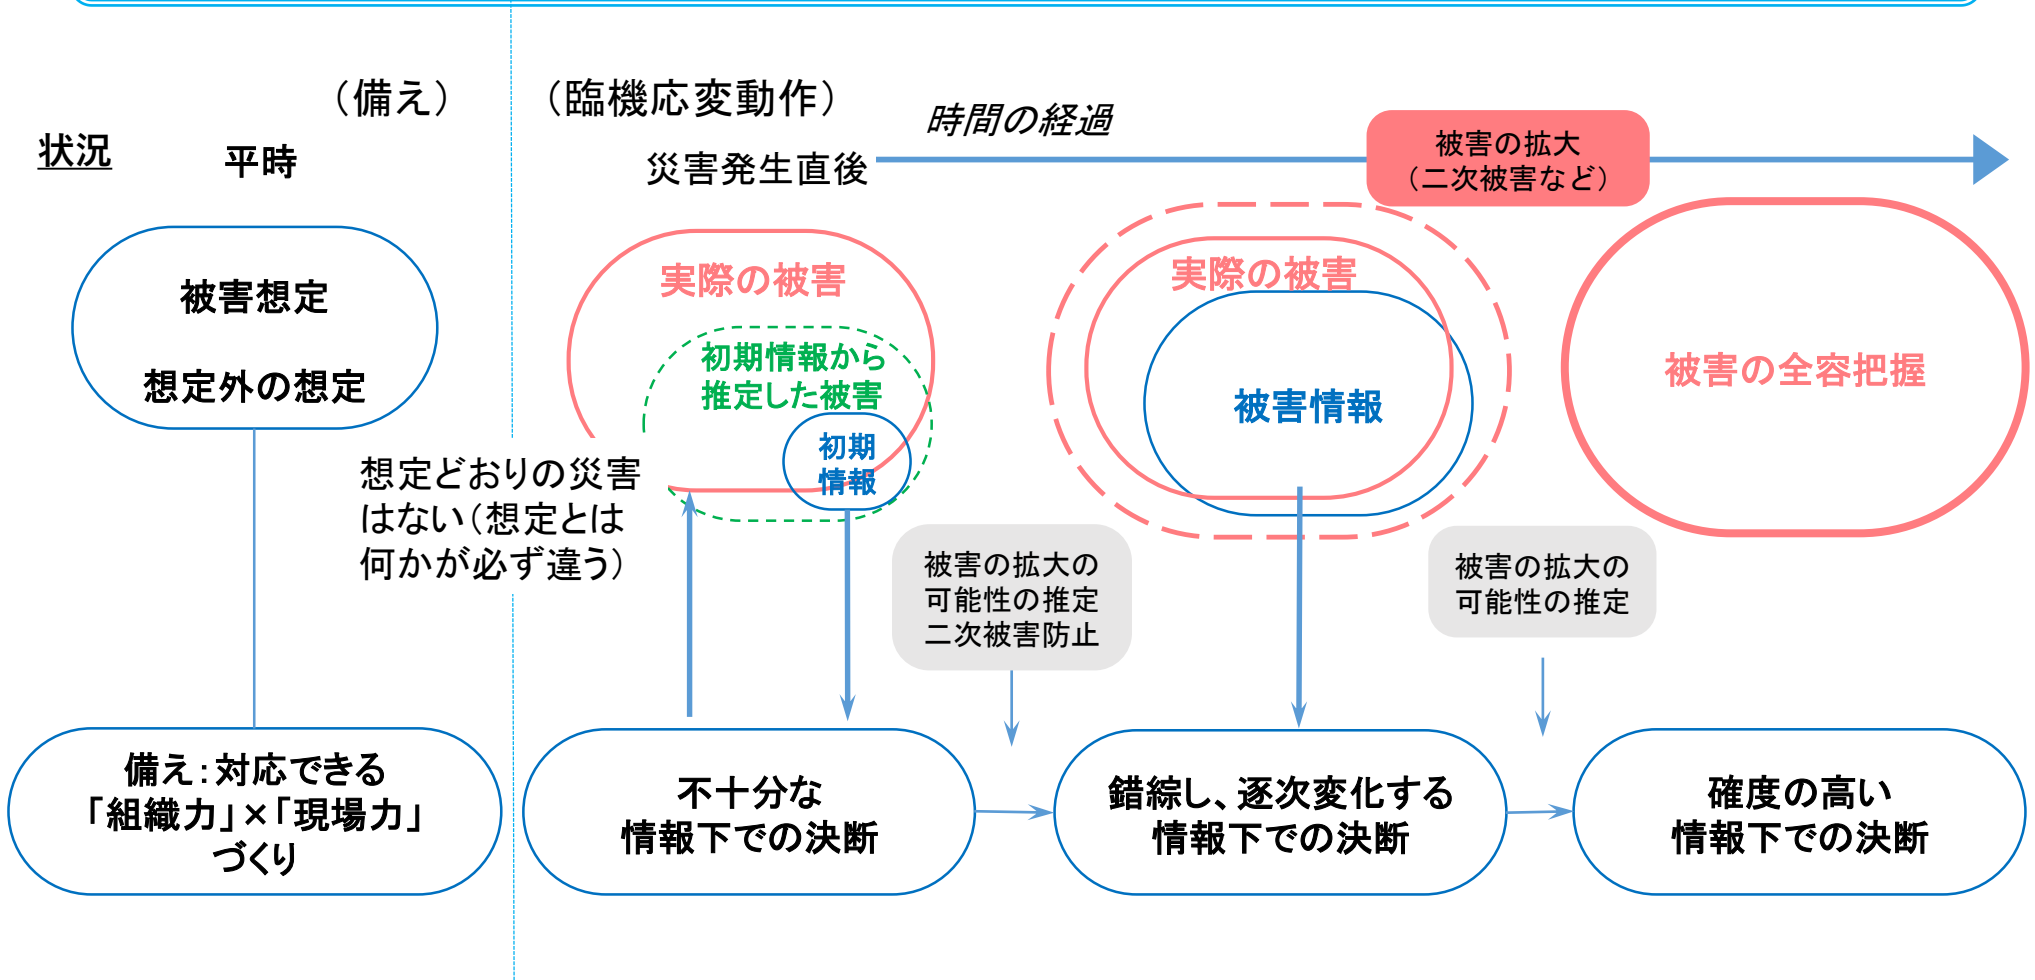 （備え）
（臨機応変動作）
時間の経過
状況
平時
災害発生直後
被害の拡大
（二次被害など）
被害想定
想定外の想定
実際の被害
初期情報から
推定した被害
初期
情報
実際の被害
被害情報
被害の全容把握
想定どおりの災害
はない（想定とは
何かが必ず違う）
被害の拡大の
可能性の推定
二次被害防止
被害の拡大の
可能性の推定
備え：対応できる
「組織力」×「現場力」
づくり
不十分な
情報下での決断
錯綜し、逐次変化する
情報下での決断
確度の高い
情報下での決断